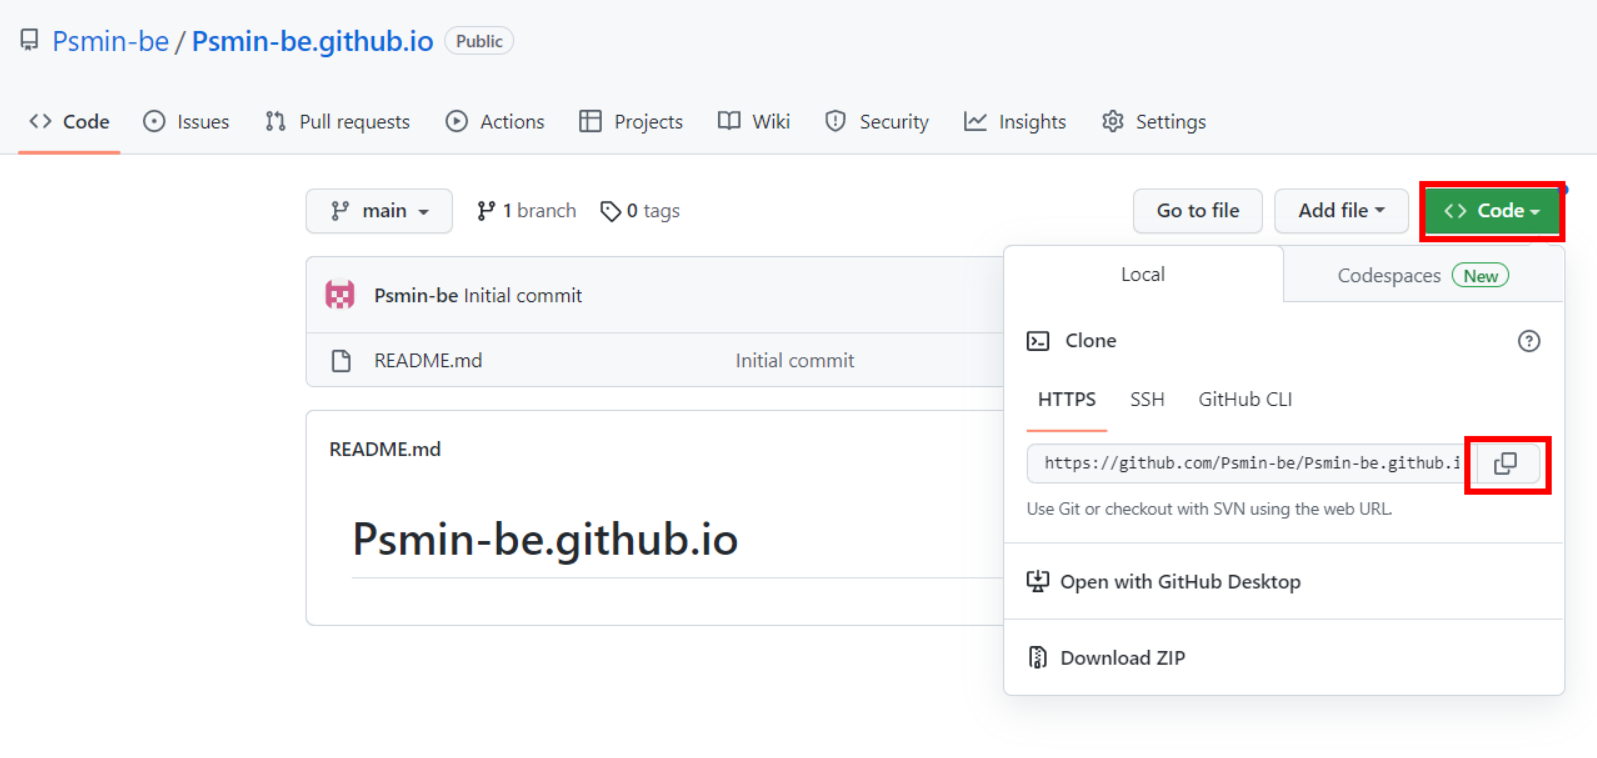 Psmin-be / Psmin-be.github.io Public
Code Issues Pull requests Actions Projects Wiki Security Insights Settings
main 1 branch 0 tags Go to file Add file Code
Local Codespaces New
Psmin-be Initial commit
Clone
README.md Initial commit
HTTPS SSH GitHub CLI
README.md
https://github.com/Psmin-be/Psmin-be.github.i
Use Git or checkout with SVN using the web URL.
Psmin-be.github.io
Open with GitHub Desktop
Download ZIP